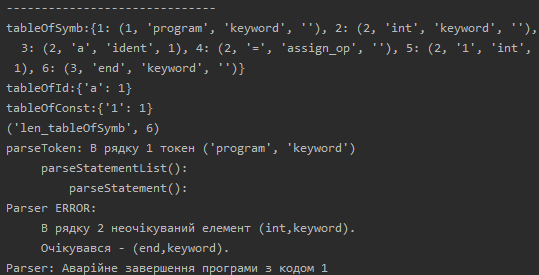 ------------------------------
tableOfSymb:{1: (1, 'program', 'keyword', ''), 2: (2, 'int', 'keyword', ''),
3: (2, 'a', 'ident', 1), 4: (2, '=', 'assign_op', ''), 5: (2, '1', 'int',
1), 6: (3, 'end', 'keyword', '')}
tableOfId:{'a': 1}
tableOfConst:{'1': 1}
('len_tableOfSymb', 6)
parseToken: В рядку 1 токен ('program', 'keyword')
parseStatementList():
parseStatement():
Parser ERROR:
В рядку 2 неочікуваний елемент (int,keyword).
Очікувався - (end,keyword).
Parser: Аварійне завершення програми з кодом 1